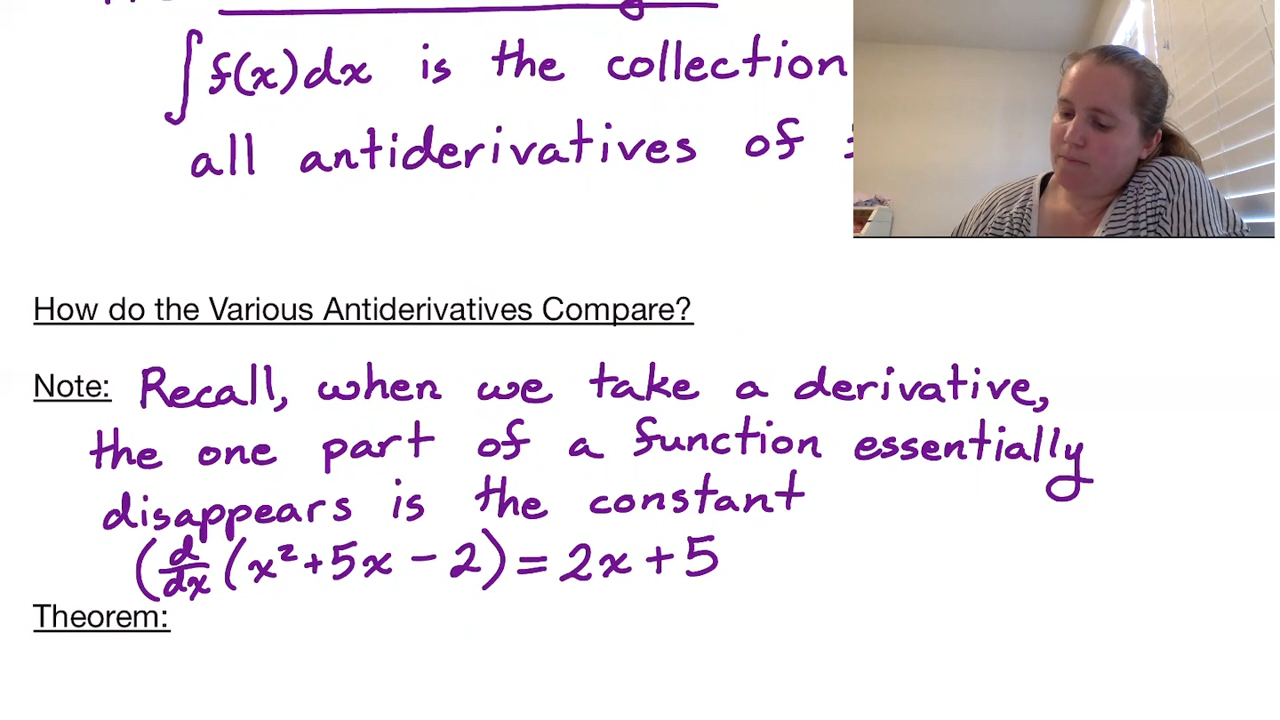 ∫f(x)dx is the collection
all antiderivatives of
How do the Various Antiderivatives Compare?
Note: Recall, when we take a derivative,
the one part of a function essentially
disappears is the constant
(d/dx (x²+5x-2)=2x+5
Theorem: